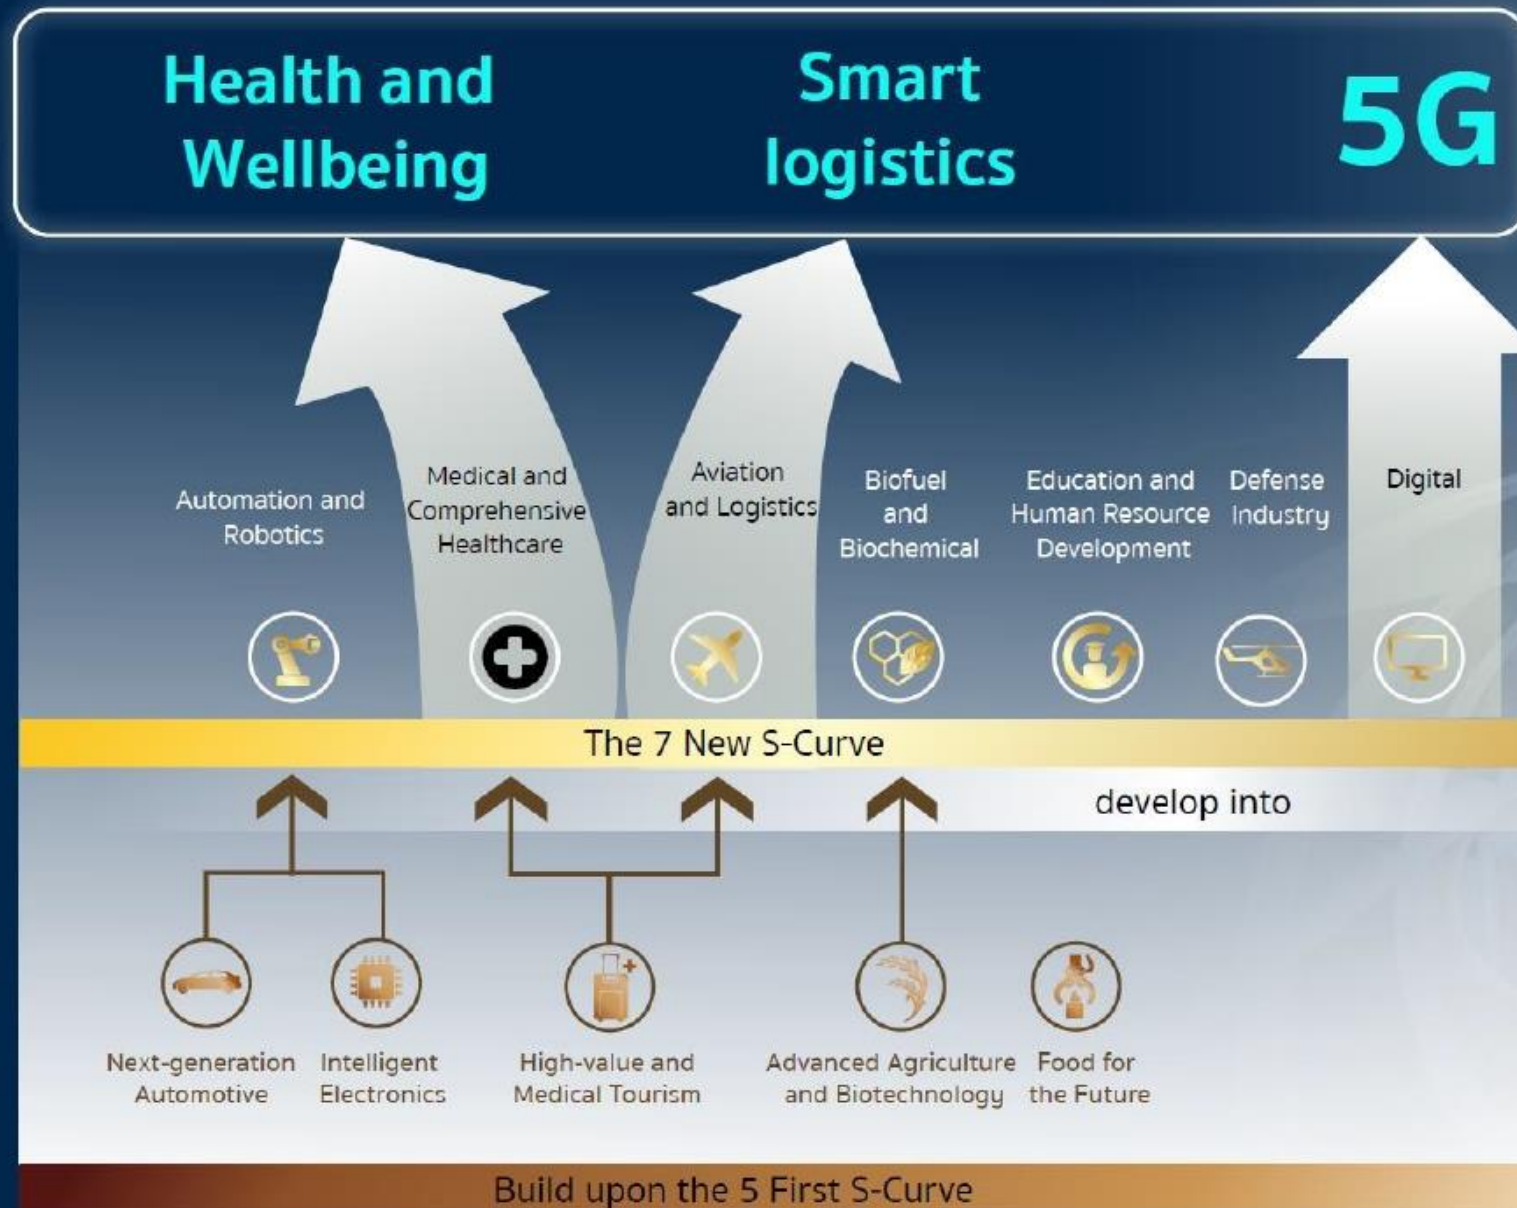 Health and
Wellbeing
Smart
logistics
5G
Automation and
Robotics
Medical and
Comprehensive
Healthcare
Aviation
and Logistics
Biofuel
and
Biochemical
Education and
Human Resource
Development
Defense
Industry
Digital
The 7 New S-Curve
develop into
Next-generation
Automotive
Intelligent
Electronics
High-value and
Medical Tourism
Advanced Agriculture
and Biotechnology
Food for
the Future
Build upon the 5 First S-Curve